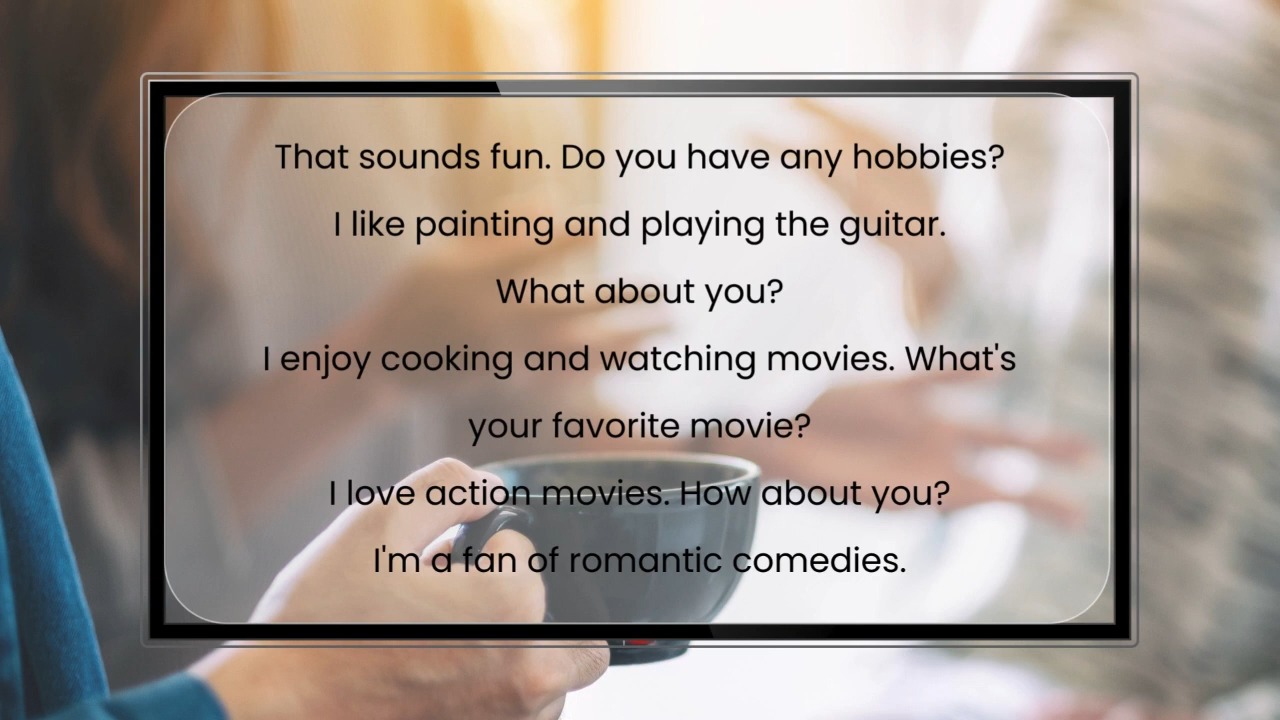 That sounds fun. Do you have any hobbies?
I like painting and playing the guitar.
What about you?
I enjoy cooking and watching movies. What's
your favorite movie?
I love action movies. How about you?
I'm a fan of romantic comedies.